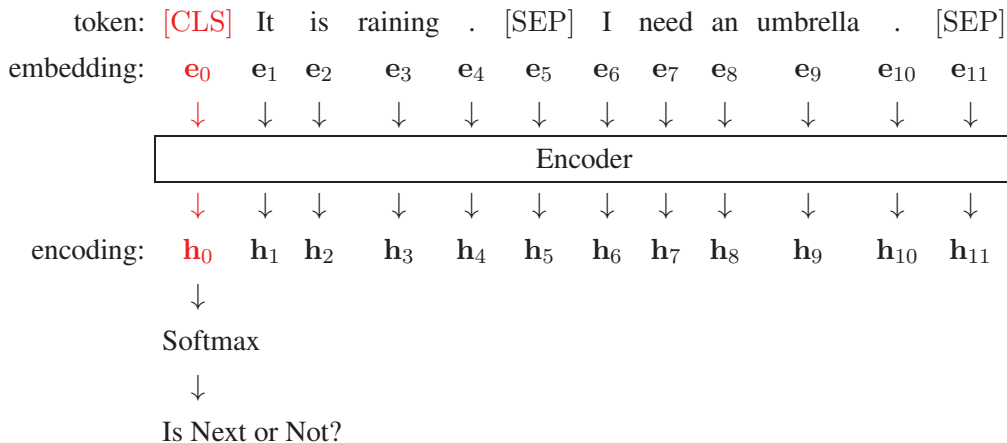 token: [CLS] It is raining . [SEP] I need an umbrella . [SEP]
embedding: e₀ e₁ e₂ e₃ e₄ e₅ e₆ e₇ e₈ e₉ e₁₀ e₁₁
↓ ↓ ↓ ↓ ↓ ↓ ↓ ↓ ↓ ↓ ↓ ↓
Encoder
↓ ↓ ↓ ↓ ↓ ↓ ↓ ↓ ↓ ↓ ↓ ↓
encoding: h₀ h₁ h₂ h₃ h₄ h₅ h₆ h₇ h₈ h₉ h₁₀ h₁₁
↓
Softmax
↓
Is Next or Not?